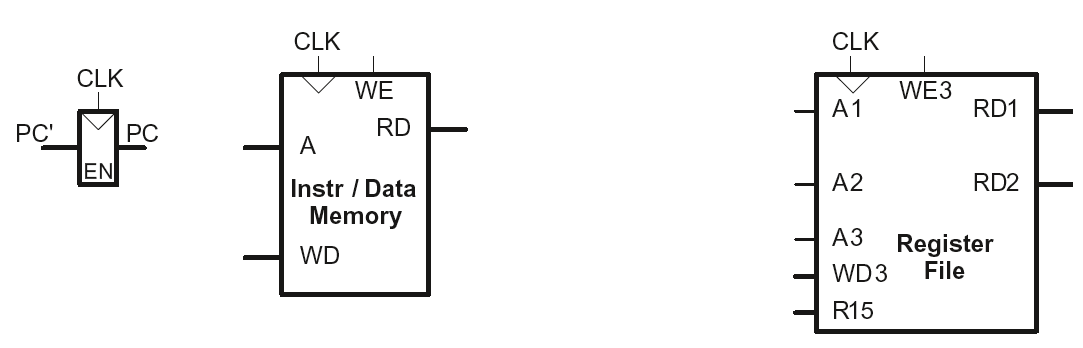 CLK
PC'
PC
EN
CLK
WE
RD
A
Instr / Data
Memory
WD
CLK
WE3
A1
RD1
A2
RD2
A3
Register
File
WD3
R15